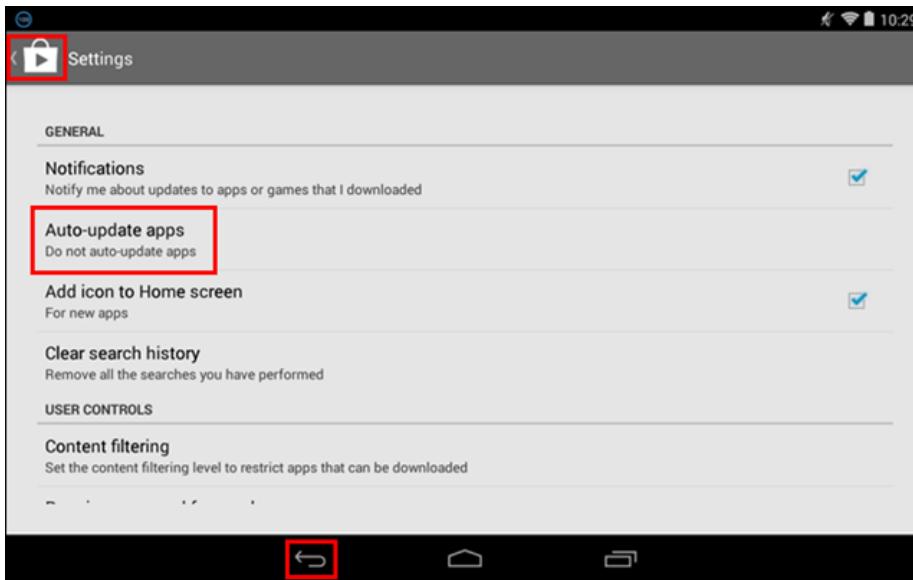 10:29
Settings
GENERAL
Notifications
Notify me about updates to apps or games that I downloaded
Auto-update apps
Do not auto-update apps
Add icon to Home screen
For new apps
Clear search history
Remove all the searches you have performed
USER CONTROLS
Content filtering
Set the content filtering level to restrict apps that can be downloaded